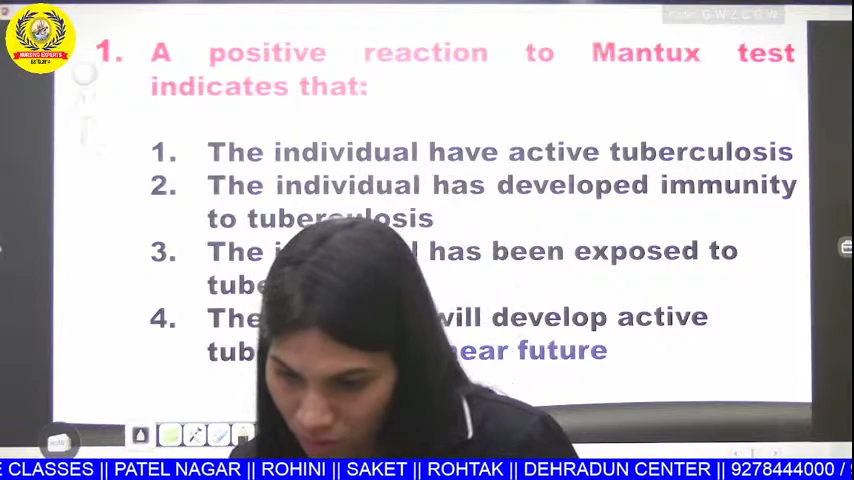 1. A positive reaction to Mantux test
indicates that:
1. The individual have active tuberculosis
2. The individual has developed immunity
to tuberculosis
3. The has been exposed to
4. The will develop active
near future
NURSING EXPERTS
CLASSES || PATEL NAGAR || ROHINI || SAKET || ROHTAK || DEHRADUN CENTER || 9278444000 /